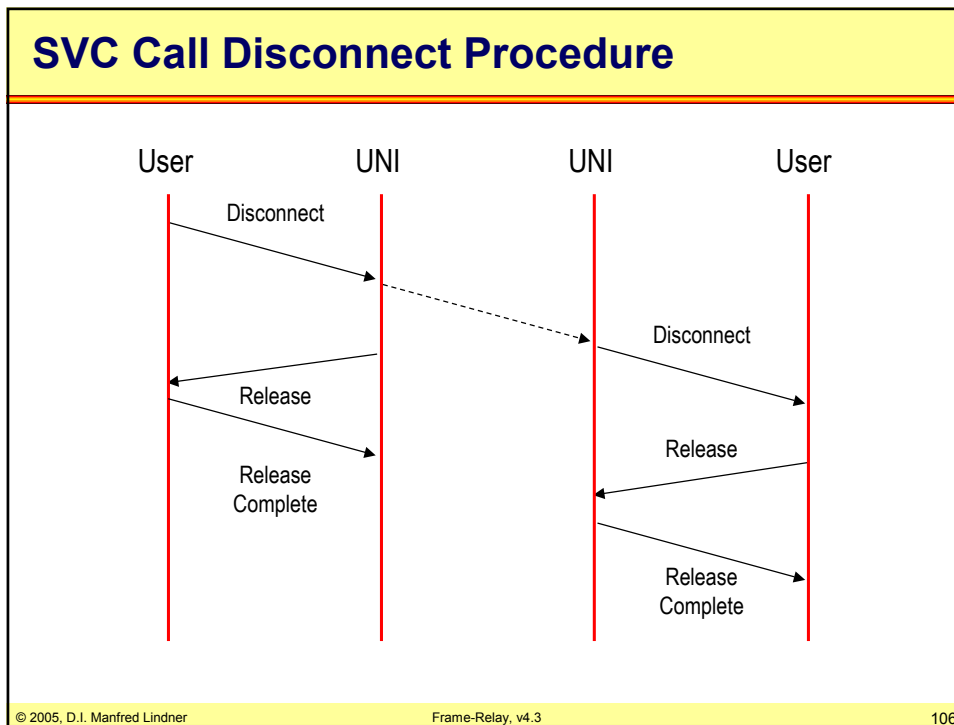 SVC Call Disconnect Procedure
User UNI UNI User
Disconnect
Disconnect
Release
Release
Release
Complete
Release
Complete
© 2005, D.I. Manfred Lindner Frame-Relay, v4.3 106